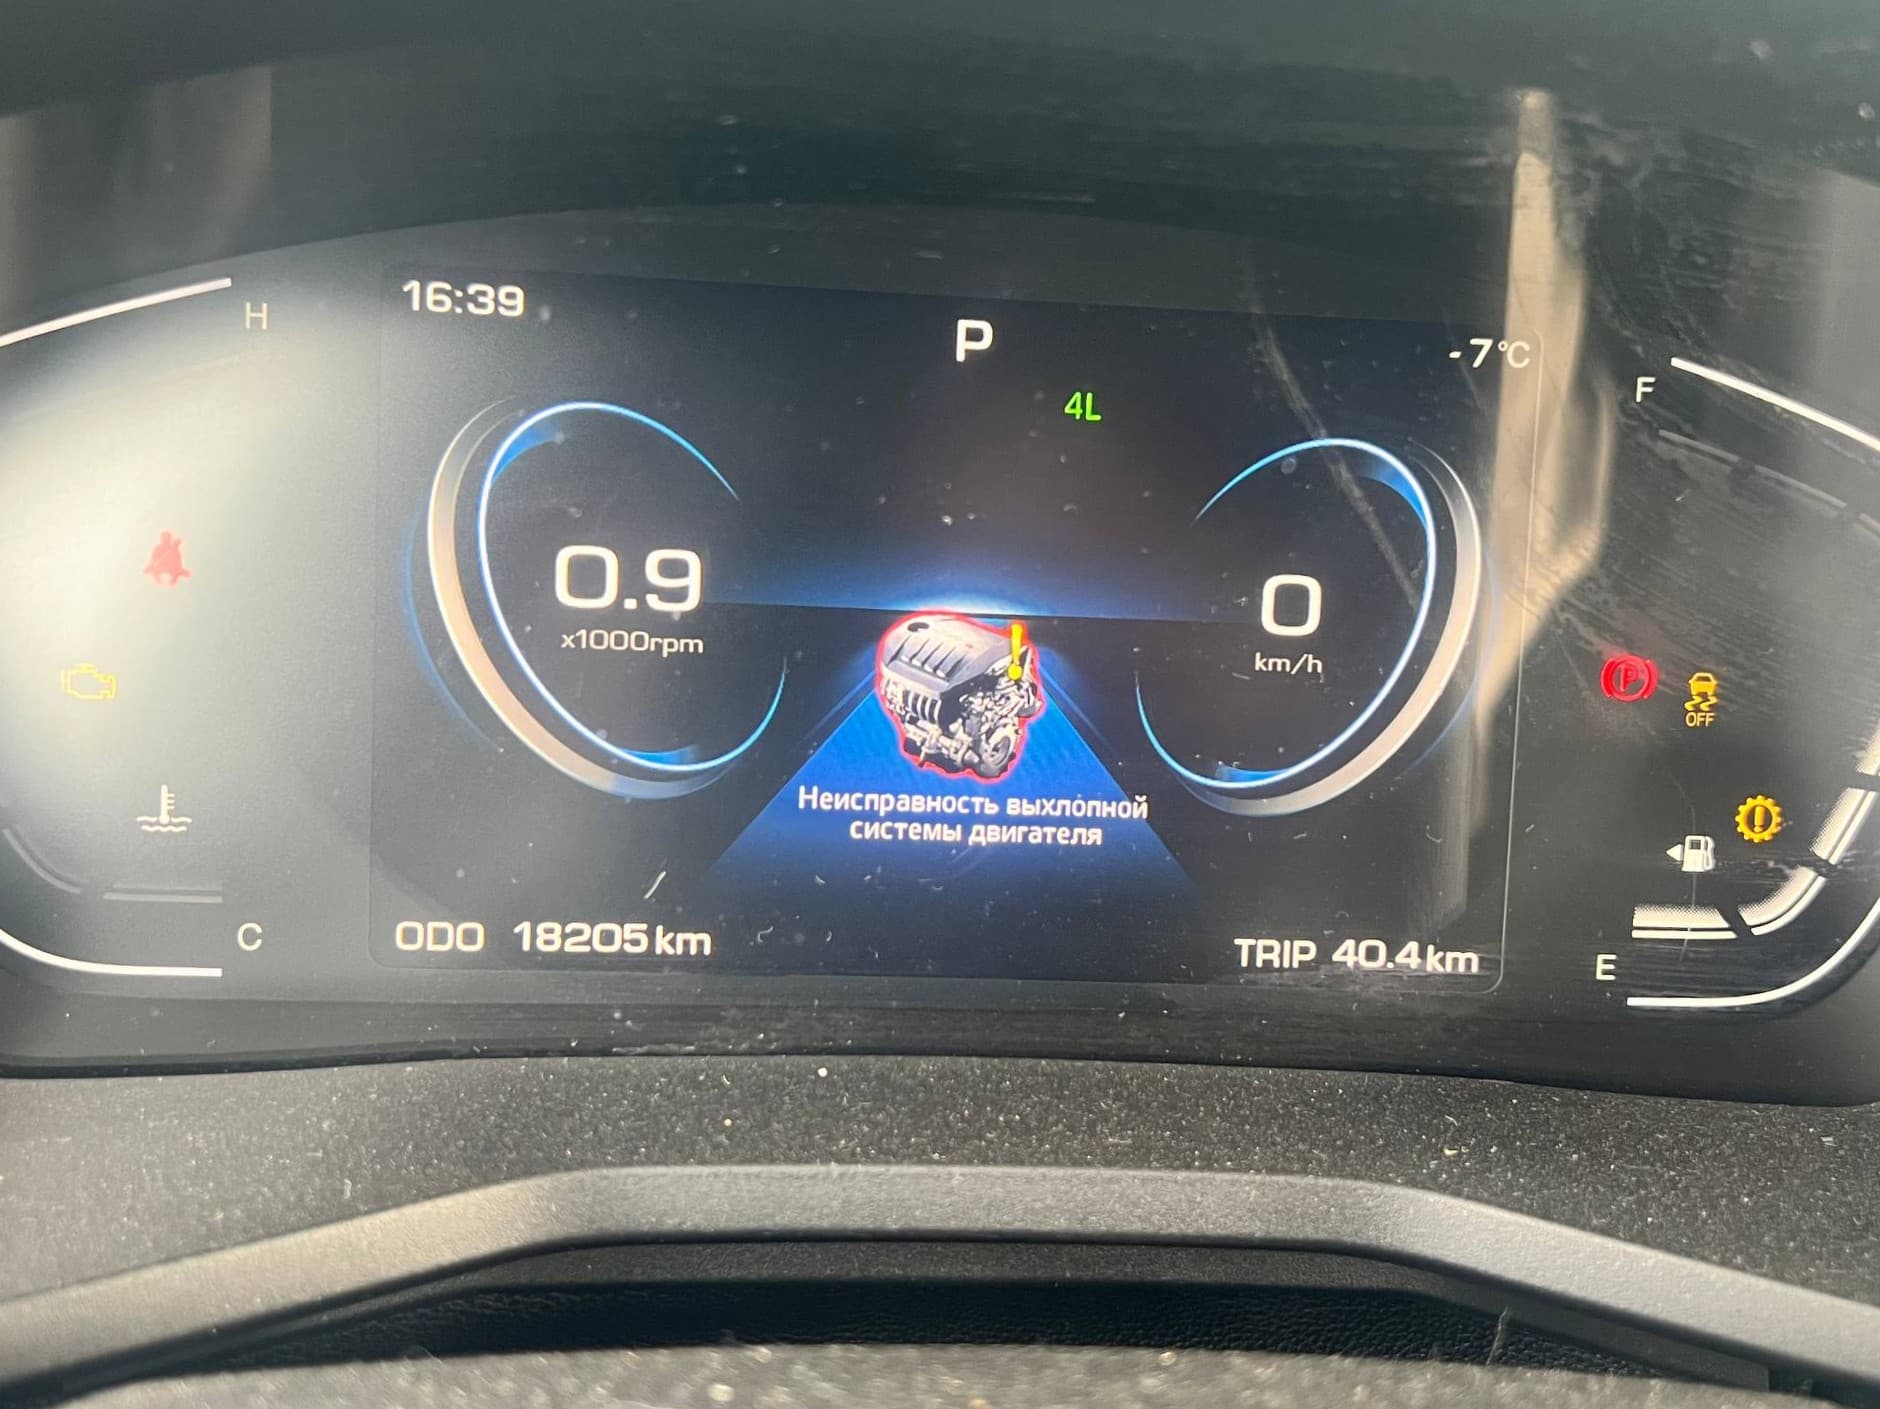 16:39
P
-7°C
H
4L
F
0.9
x1000rpm
0
km/h
P
OFF
Неисправность выхлопной
системы двигателя
C
ODO 18205 km
TRIP 40.4 km
E